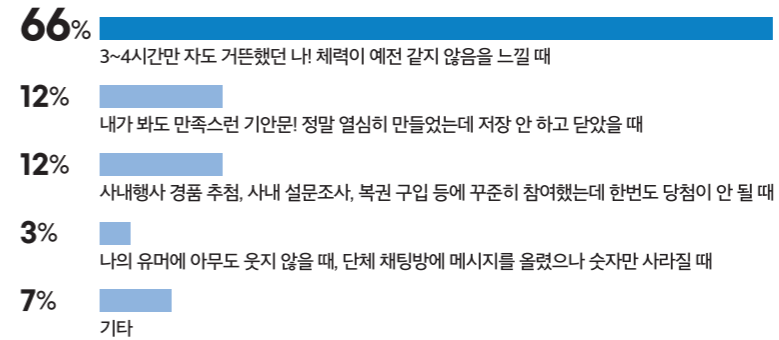 66%
3~4시간만 자도 거뜬했던 나! 체력이 예전 같지 않음을 느낄 때
12%
내가 봐도 만족스런 기안문! 정말 열심히 만들었는데 저장 안 하고 닫았을 때
12%
사내행사 경품 추첨, 사내 설문조사, 복권 구입 등에 꾸준히 참여했는데 한번도 당첨이 안 될 때
3%
나의 유머에 아무도 웃지 않을 때, 단체 채팅방에 메시지를 올렸으나 숫자만 사라질 때
7%
기타